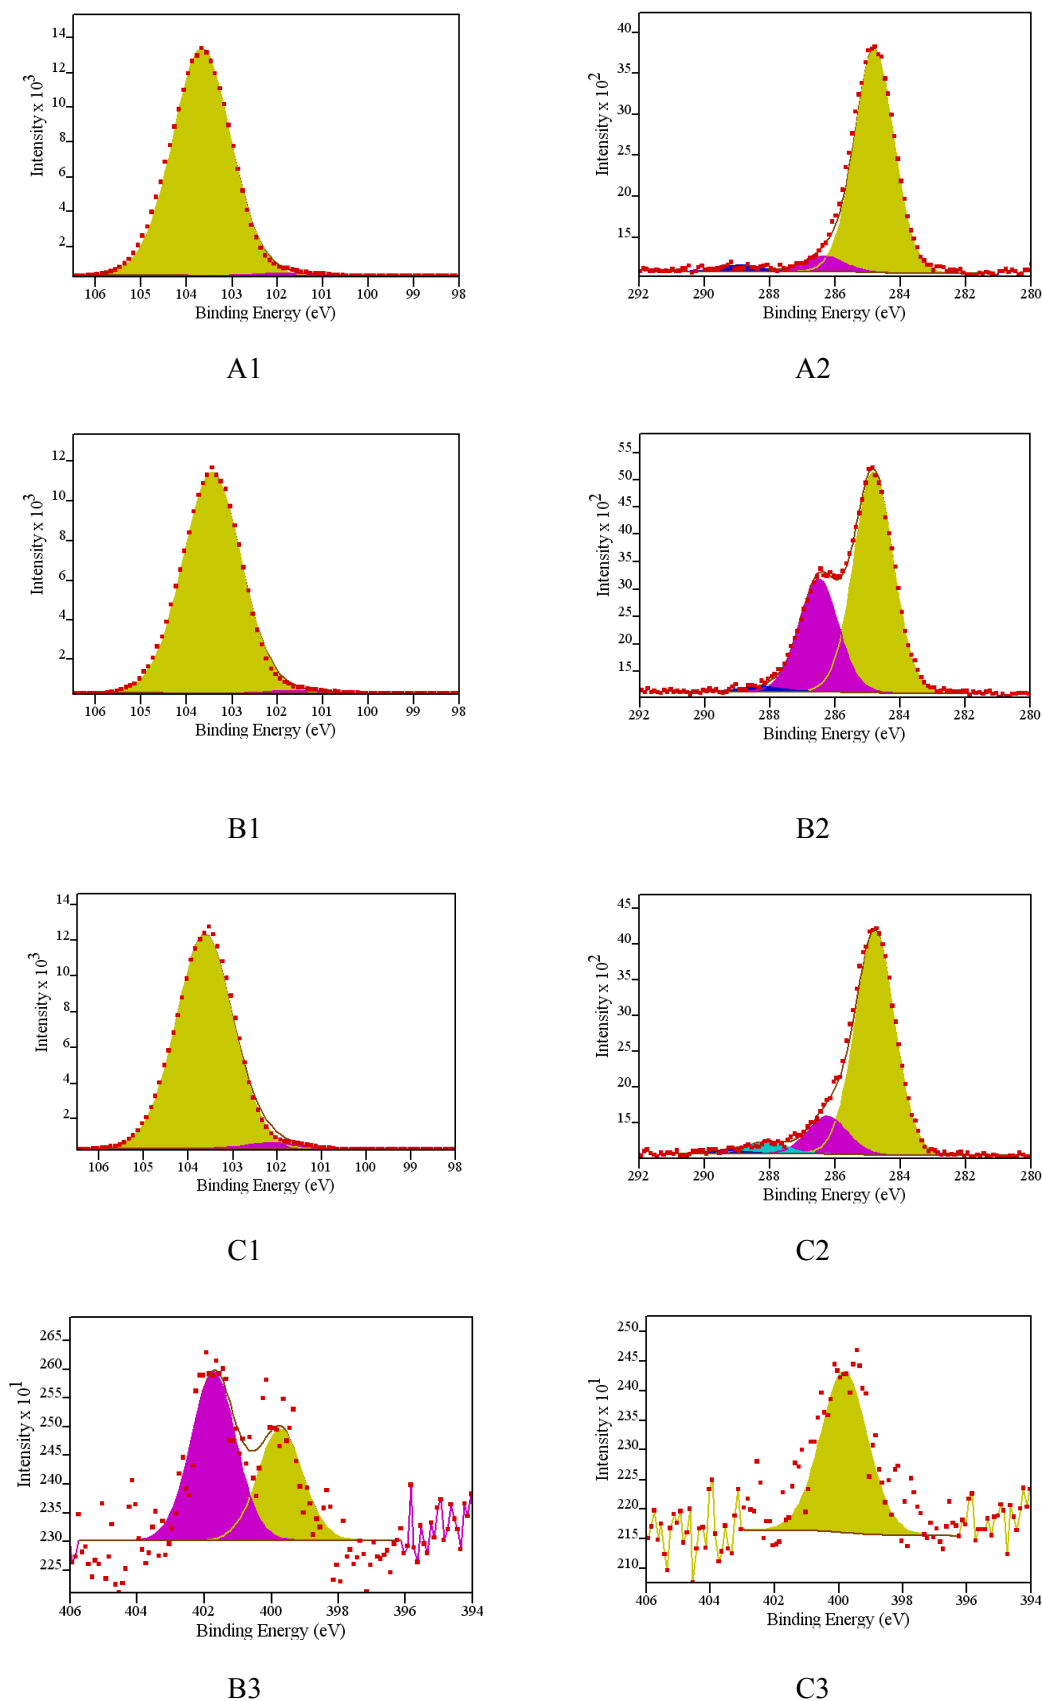 14
12
10
8
6
4
2
Intensity x 10³
106 105 104 103 102 101 100 99 98
Binding Energy (eV)
A1
40
35
30
25
20
15
Intensity x 10²
292 290 288 286 284 282 280
Binding Energy (eV)
A2
12
10
8
6
4
2
Intensity x 10³
106 105 104 103 102 101 100 99 98
Binding Energy (eV)
B1
55
50
45
40
35
30
25
20
15
Intensity x 10²
292 290 288 286 284 282 280
Binding Energy (eV)
B2
14
12
10
8
6
4
2
Intensity x 10³
106 105 104 103 102 101 100 99 98
Binding Energy (eV)
C1
45
40
35
30
25
20
15
Intensity x 10²
292 290 288 286 284 282 280
Binding Energy (eV)
C2
265
260
255
250
245
240
235
230
225
Intensity x 10¹
406 404 402 400 398 396 394
Binding Energy (eV)
B3
250
245
240
235
230
225
220
215
210
Intensity x 10¹
406 404 402 400 398 396 394
Binding Energy (eV)
C3